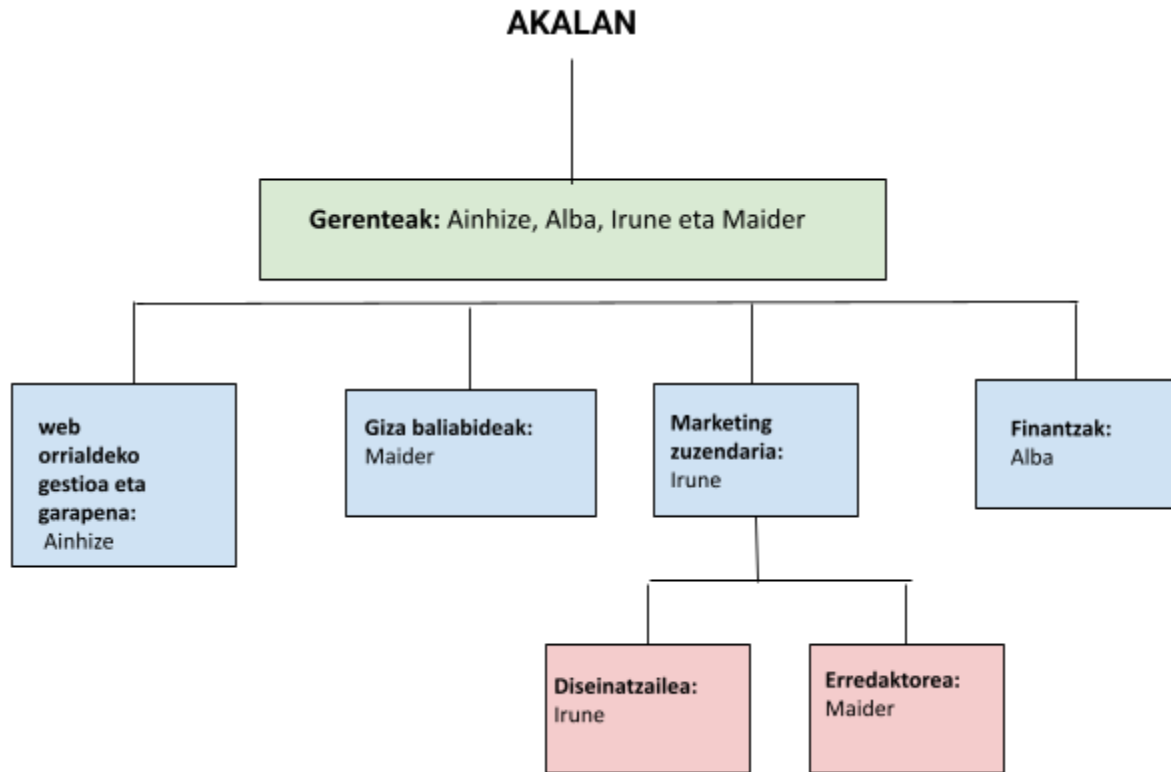 AKALAN
Gerenteak: Ainhize, Alba, Irune eta Maider
web
orrialdeko
gestioa eta
garapena:
Ainhize
Giza baliabideak:
Maider
Marketing
zuzendaria:
Irune
Finantzak:
Alba
Diseinatzailea:
Irune
Erredaktorea:
Maider